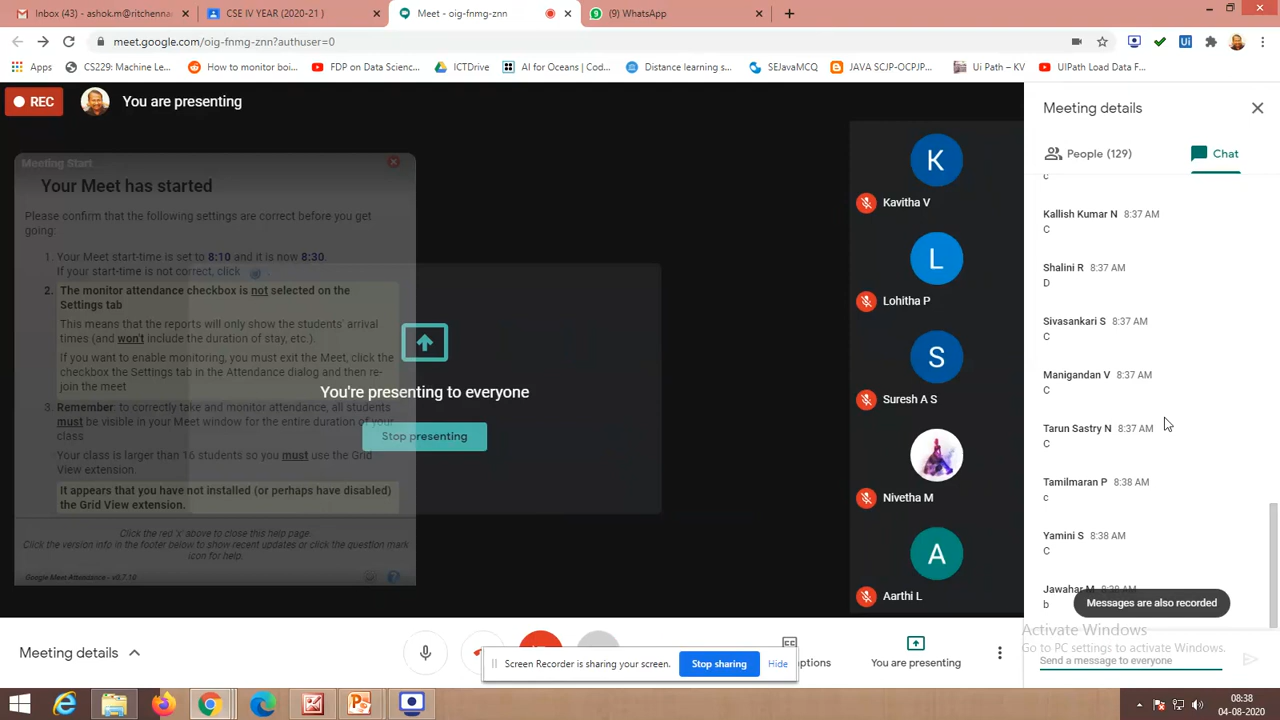 Inbox (43) - ashok.m@ritchennai
CSE IV YEAR (2020-21 )
Meet - oig-fnmg-znn
(9) WhatsApp
meet.google.com/oig-fnmg-znn?authuser=0
Apps
CS229: Machine Le...
How to monitor boi...
FDP on Data Scienc...
ICTDrive
AI for Oceans | Cod...
Distance learning s...
SEJavaMCQ
JAVA SCJP-OCPJP...
Ui Path – KV
UIPath Load Data F...
REC
You are presenting
Meeting Start
Your Meet has started
Please confirm that the following settings are correct before you get
going:
1. Your Meet start-time is set to 8:10 and it is now 8:30.
If your start-time is not correct, click
2. The monitor attendance checkbox is not selected on the
Settings tab
This means that the reports will only show the students' arrival
times (and won't include the duration of stay, etc.).
If you want to enable monitoring, you must exit the Meet, click the
checkbox the Settings tab in the Attendance dialog and then re-
join the meet
3. Remember: to correctly take and monitor attendance, all students
must be visible in your Meet window for the entire duration of your
class
Your class is larger than 16 students so you must use the Grid
View extension.
It appears that you have not installed (or perhaps have disabled)
the Grid View extension.
Click the red 'x' above to close this help page.
Click the version info in the footer below to show recent updates or click the question mark
icon for help.
Google Meet Attendance - v0.7.10
You're presenting to everyone
Stop presenting
K
Kavitha V
L
Lohitha P
S
Suresh A S
Nivetha M
A
Aarthi L
Meeting details
People (129)
Chat
c
Kallish Kumar N 8:37 AM
C
Shalini R 8:37 AM
D
Sivasankari S 8:37 AM
C
Manigandan V 8:37 AM
C
Tarun Sastry N 8:37 AM
C
Tamilmaran P 8:38 AM
c
Yamini S 8:38 AM
C
Jawahar M 8:38 AM
b
Messages are also recorded
Activate Windows
Go to PC settings to activate Windows.
Send a message to everyone
Meeting details
Screen Recorder is sharing your screen.
Stop sharing
Hide
ptions
You are presenting
08:38
04-08-2020